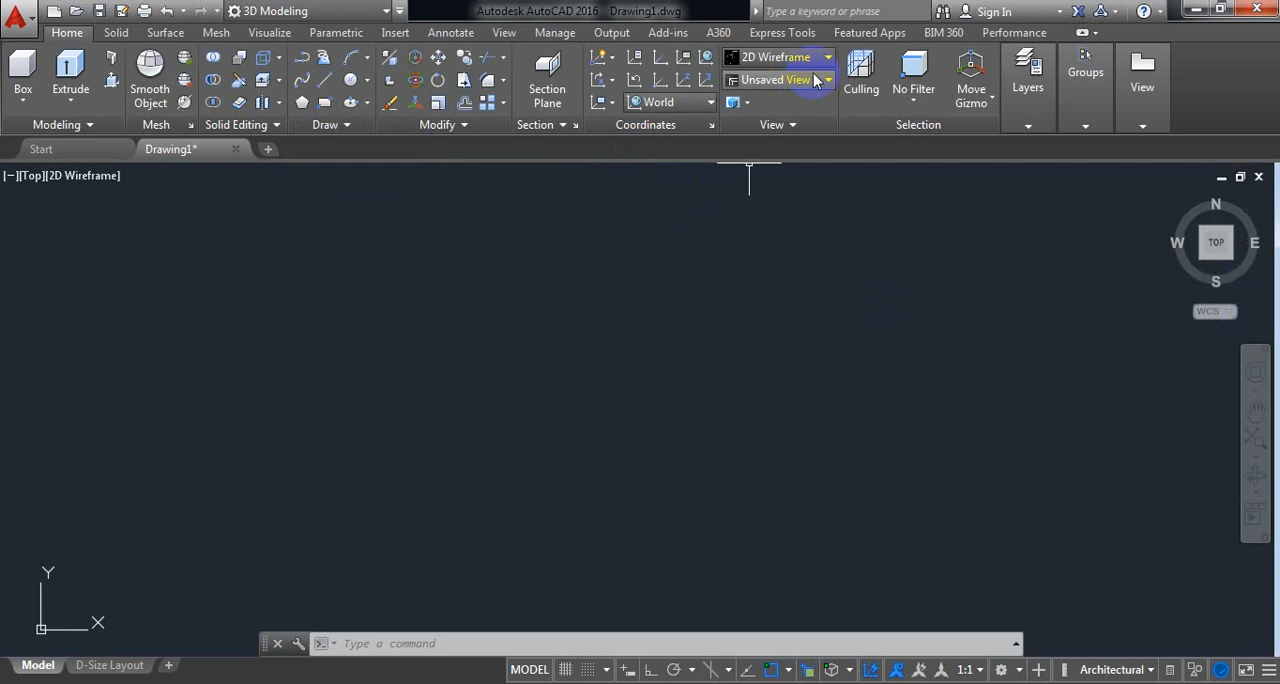 3D Modeling Autodesk AutoCAD 2016 Drawing1.dwg Type a keyword or phrase Sign In
Home Solid Surface Mesh Visualize Parametric Insert Annotate View Manage Output Add-ins A360 Express Tools Featured Apps BIM 360 Performance
2D Wireframe
Unsaved View
World
Box Extrude Smooth Object Section Plane Culling No Filter Move Gizmo Layers Groups View
Modeling Mesh Solid Editing Draw Modify Section Coordinates View Selection
Start Drawing1*
[−][Top][2D Wireframe]
N
W TOP E
S
WCS
Y
X
Type a command
Model D-Size Layout MODEL 1:1 Architectural